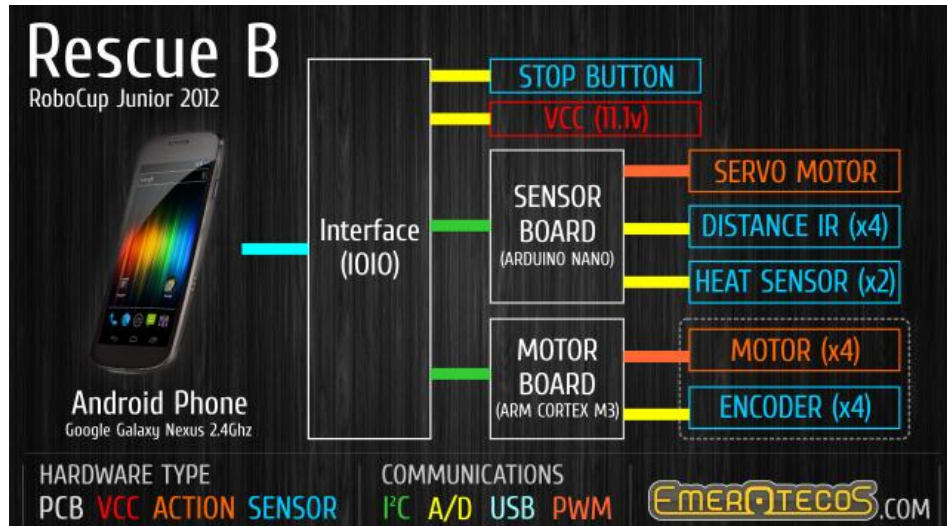 Rescue B
RoboCup Junior 2012
STOP BUTTON
VCC (11.1v)
Interface
(IOIO)
SENSOR
BOARD
(ARDUINO NANO)
SERVO MOTOR
DISTANCE IR (x4)
HEAT SENSOR (x2)
MOTOR
BOARD
(ARM CORTEX M3)
MOTOR (x4)
ENCODER (x4)
Android Phone
Google Galaxy Nexus 2.4Ghz
HARDWARE TYPE
PCB VCC ACTION SENSOR
COMMUNICATIONS
I²C A/D USB PWM
EMEROTECOS.COM